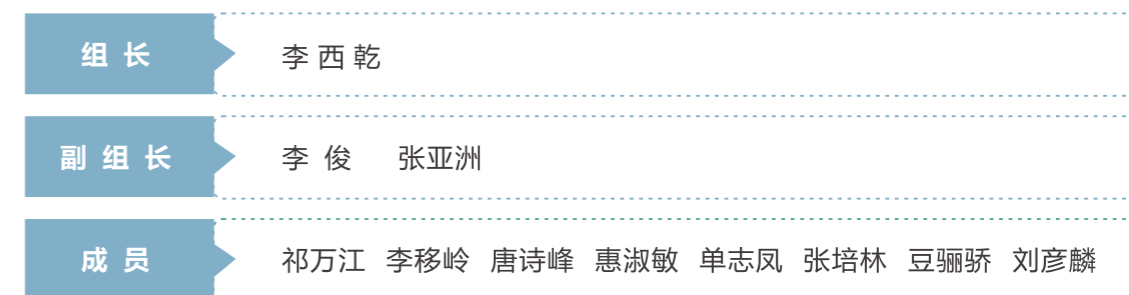 组长 李西乾
副组长 李俊 张亚洲
成员 祁万江 李移岭 唐诗峰 惠淑敏 单志凤 张培林 豆骊骄 刘彦麟